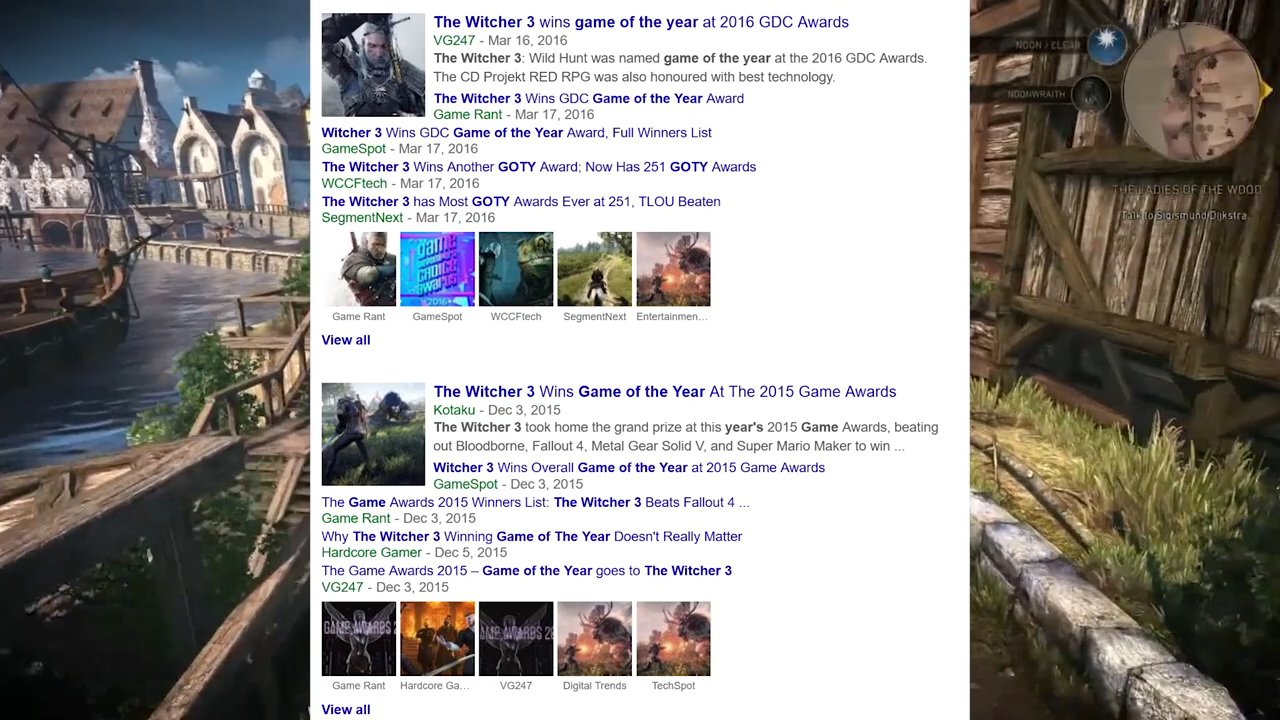 The Witcher 3 wins game of the year at 2016 GDC Awards
VG247 - Mar 16, 2016
The Witcher 3: Wild Hunt was named game of the year at the 2016 GDC Awards.
The CD Projekt RED RPG was also honoured with best technology.
The Witcher 3 Wins GDC Game of the Year Award
Game Rant - Mar 17, 2016
Witcher 3 Wins GDC Game of the Year Award, Full Winners List
GameSpot - Mar 17, 2016
The Witcher 3 Wins Another GOTY Award; Now Has 251 GOTY Awards
WCCFtech - Mar 17, 2016
The Witcher 3 has Most GOTY Awards Ever at 251, TLOU Beaten
SegmentNext - Mar 17, 2016
game
developers
CHOICE
awards
2016
Game Rant
GameSpot
WCCFtech
SegmentNext
Entertainmen...
View all
The Witcher 3 Wins Game of the Year At The 2015 Game Awards
Kotaku - Dec 3, 2015
The Witcher 3 took home the grand prize at this year's 2015 Game Awards, beating
out Bloodborne, Fallout 4, Metal Gear Solid V, and Super Mario Maker to win ...
Witcher 3 Wins Overall Game of the Year at 2015 Game Awards
GameSpot - Dec 3, 2015
The Game Awards 2015 Winners List: The Witcher 3 Beats Fallout 4 ...
Game Rant - Dec 3, 2015
Why The Witcher 3 Winning Game of The Year Doesn't Really Matter
Hardcore Gamer - Dec 5, 2015
The Game Awards 2015 – Game of the Year goes to The Witcher 3
VG247 - Dec 3, 2015
GAME AWARDS 2
AME AWARDS 20
Game Rant
Hardcore Ga...
VG247
Digital Trends
TechSpot
View all
NOON / CLEAR
NOONWRAITH
THE LADIES OF THE WOOD
Talk to Sigismund Dijkstra.